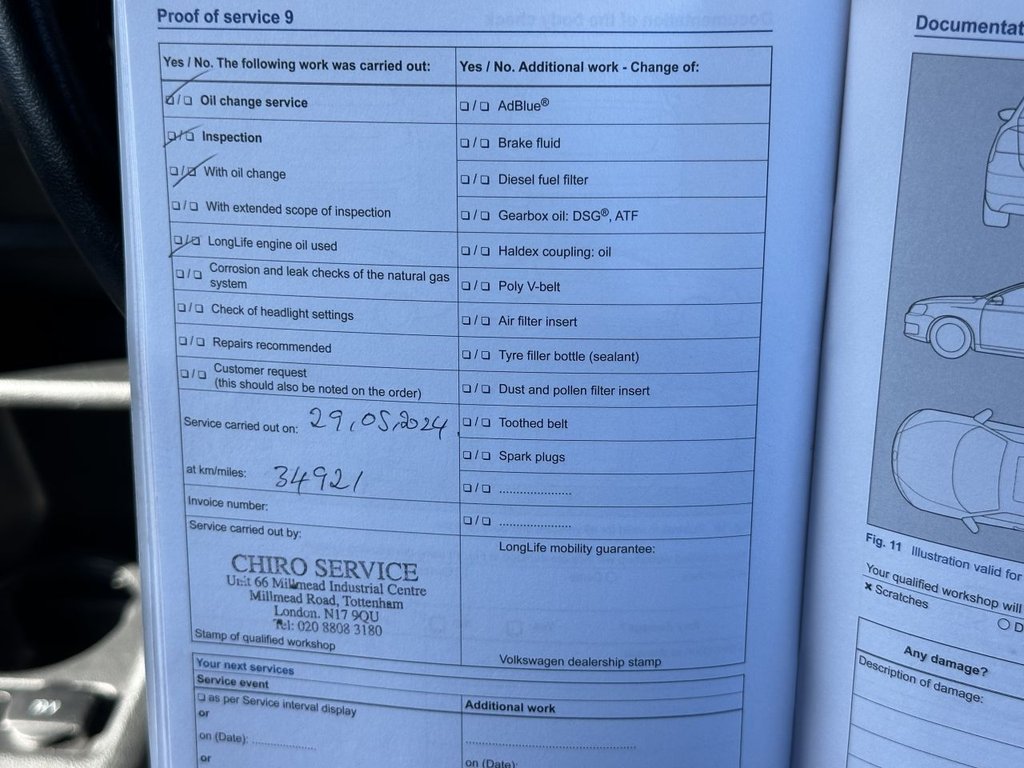 Proof of service 9
Yes / No. The following work was carried out:
❏ / ❏ Oil change service
❏ / ❏ Inspection
❏ / ❏ With oil change
❏ / ❏ With extended scope of inspection
❏ / ❏ LongLife engine oil used
❏ / ❏ Corrosion and leak checks of the natural gas
system
❏ / ❏ Check of headlight settings
❏ / ❏ Repairs recommended
❏ / ❏ Customer request
(this should also be noted on the order)
Service carried out on: 29.05.2024
at km/miles: 34921
Invoice number:
Service carried out by:
CHIRO SERVICE
Unit 66 Millmead Industrial Centre
Millmead Road, Tottenham
London. N17 9QU
Tel: 020 8808 3180
Stamp of qualified workshop
Yes / No. Additional work - Change of:
❏ / ❏ AdBlue®
❏ / ❏ Brake fluid
❏ / ❏ Diesel fuel filter
❏ / ❏ Gearbox oil: DSG®, ATF
❏ / ❏ Haldex coupling: oil
❏ / ❏ Poly V-belt
❏ / ❏ Air filter insert
❏ / ❏ Tyre filler bottle (sealant)
❏ / ❏ Dust and pollen filter insert
❏ / ❏ Toothed belt
❏ / ❏ Spark plugs
❏ / ❏ ......................
❏ / ❏ ......................
LongLife mobility guarantee:
Volkswagen dealership stamp
Your next services
Service event
❏ as per Service interval display
or
on (Date): ...................
or
Additional work
on (Date):
Documentat
Fig. 11 Illustration valid for
Your qualified workshop will
× Scratches
○ D
Any damage?
Description of damage: